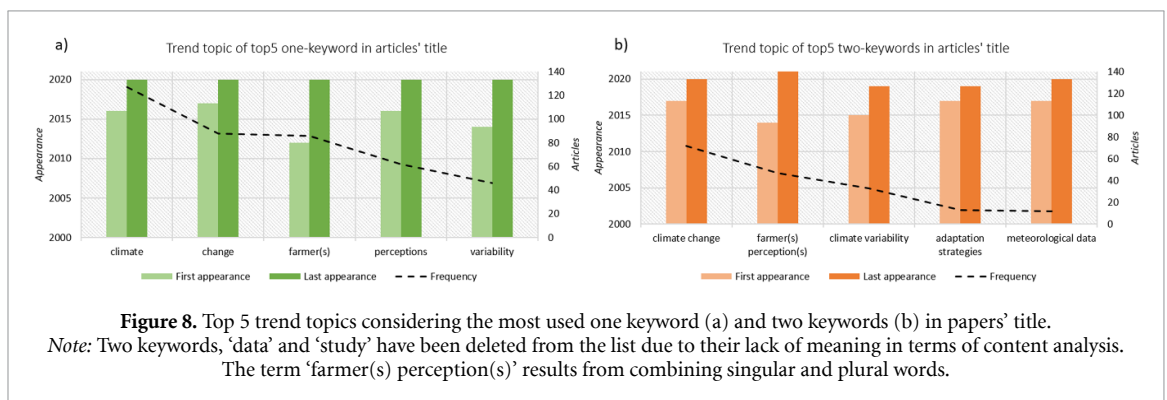 a)
Trend topic of top5 one-keyword in articles' title
Appearance
2020
2015
2010
2005
2000
140
120
100
80
60
40
20
0
Articles
climate change farmer(s) perceptions variability
First appearance Last appearance Frequency
b)
Trend topic of top5 two-keywords in articles' title
Appearance
2020
2015
2010
2005
2000
140
120
100
80
60
40
20
0
Articles
climate change farmer(s) climate variability adaptation meteorological data
perception(s) strategies
First appearance Last appearance Frequency
Figure 8. Top 5 trend topics considering the most used one keyword (a) and two keywords (b) in papers' title.
Note: Two keywords, 'data' and 'study' have been deleted from the list due to their lack of meaning in terms of content analysis.
The term 'farmer(s) perception(s)' results from combining singular and plural words.